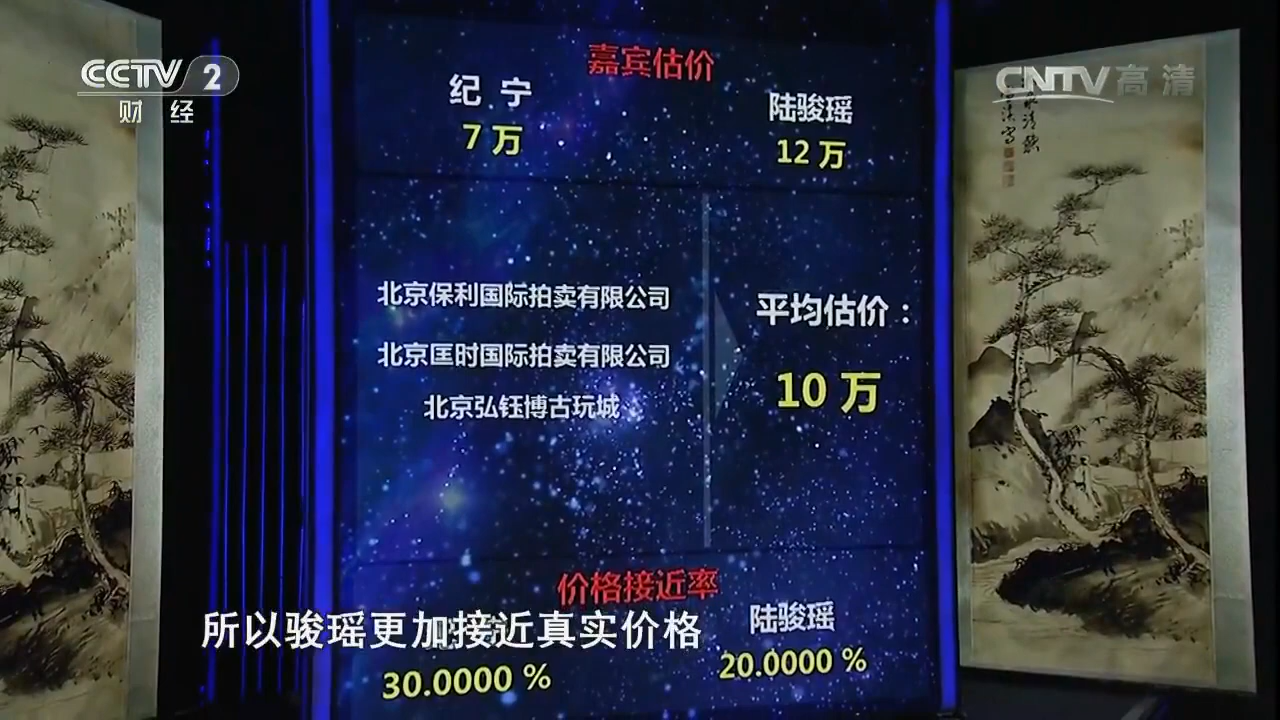 CCTV 2
财经
CNTV高清
嘉宾估价
纪宁
7万
陆骏瑶
12万
北京保利国际拍卖有限公司
北京匡时国际拍卖有限公司
北京弘钰博古玩城
平均估价：
10万
价格接近率
陆骏瑶
所以骏瑶更加接近真实价格
30.0000 %
20.0000 %